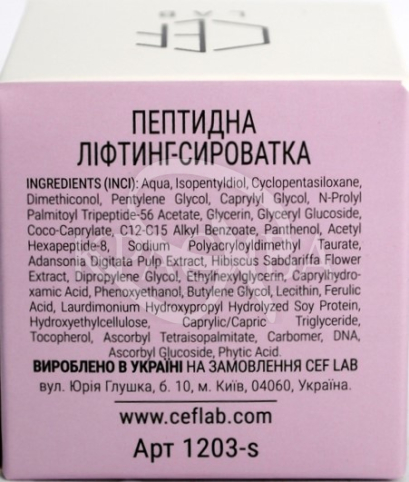 LAB
CEF
ПЕПТИДНА
ЛІФТИНГ-СИРОВАТКА
INGREDIENTS (INCI): Aqua, Isopentyldiol, Cyclopentasiloxane,
Dimethiconol, Pentylene Glycol, Caprylyl Glycol, N-Prolyl
Palmitoyl Tripeptide-56 Acetate, Glycerin, Glyceryl Glucoside,
Coco-Caprylate, C12-C15 Alkyl Benzoate, Panthenol, Acetyl
Hexapeptide-8, Sodium Polyacryloyldimethyl Taurate,
Adansonia Digitata Pulp Extract, Hibiscus Sabdariffa Flower
Extract, Dipropylene Glycol, Ethylhexylglycerin, Caprylhydro-
xamic Acid, Phenoxyethanol, Butylene Glycol, Lecithin, Ferulic
Acid, Laurdimonium Hydroxypropyl Hydrolyzed Soy Protein,
Hydroxyethylcellulose, Caprylic/Capric Triglyceride,
Tocopherol, Ascorbyl Tetraisopalmitate, Carbomer, DNA,
Ascorbyl Glucoside, Phytic Acid.
ВИРОБЛЕНО В УКРАЇНІ НА ЗАМОВЛЕННЯ CEF LAB
вул. Юрія Глушка, б. 10, м. Київ, 04060, Україна.
www.ceflab.com
Арт 1203-s